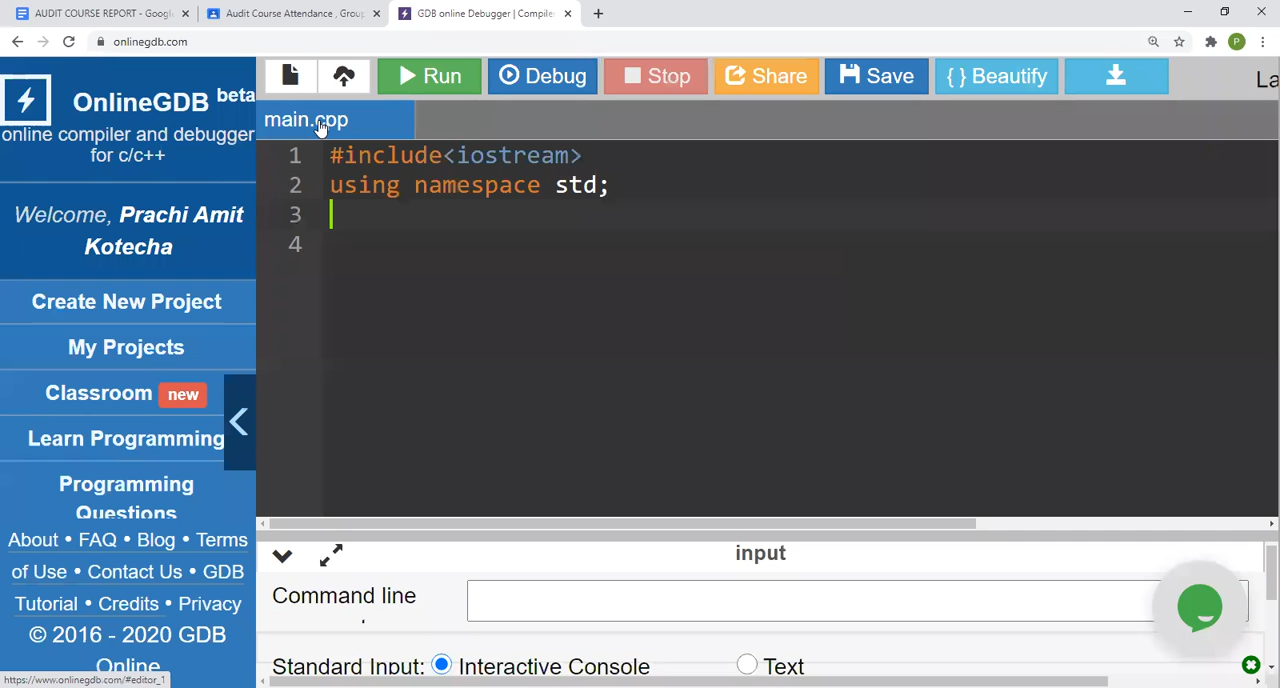 AUDIT COURSE REPORT - Google
Audit Course Attendance , Group
GDB online Debugger | Compiler
onlinegdb.com
P
Run
Debug
Stop
Share
Save
{ } Beautify
La
OnlineGDB beta
online compiler and debugger
for c/c++
Welcome, Prachi Amit
Kotecha
Create New Project
My Projects
Classroom new
Learn Programming
Programming
Questions
About • FAQ • Blog • Terms
of Use • Contact Us • GDB
Tutorial • Credits • Privacy
© 2016 - 2020 GDB
Online
https://www.onlinegdb.com/#editor_1
main.cpp
1 #include<iostream>
2 using namespace std;
3
4
input
Command line
Standard Input: Interactive Console Text